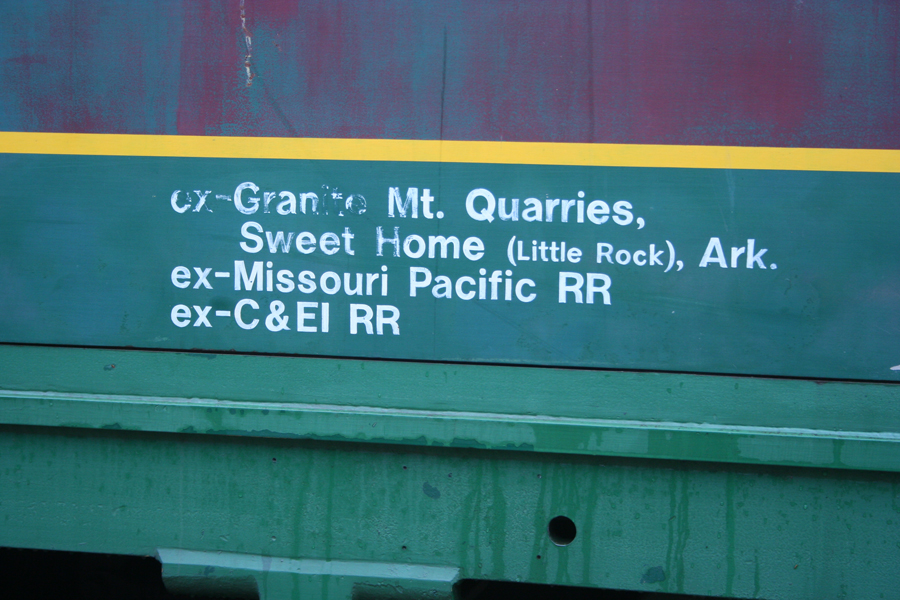 ex-Granite Mt. Quarries,
Sweet Home (Little Rock), Ark.
ex-Missouri Pacific RR
ex-C&EI RR